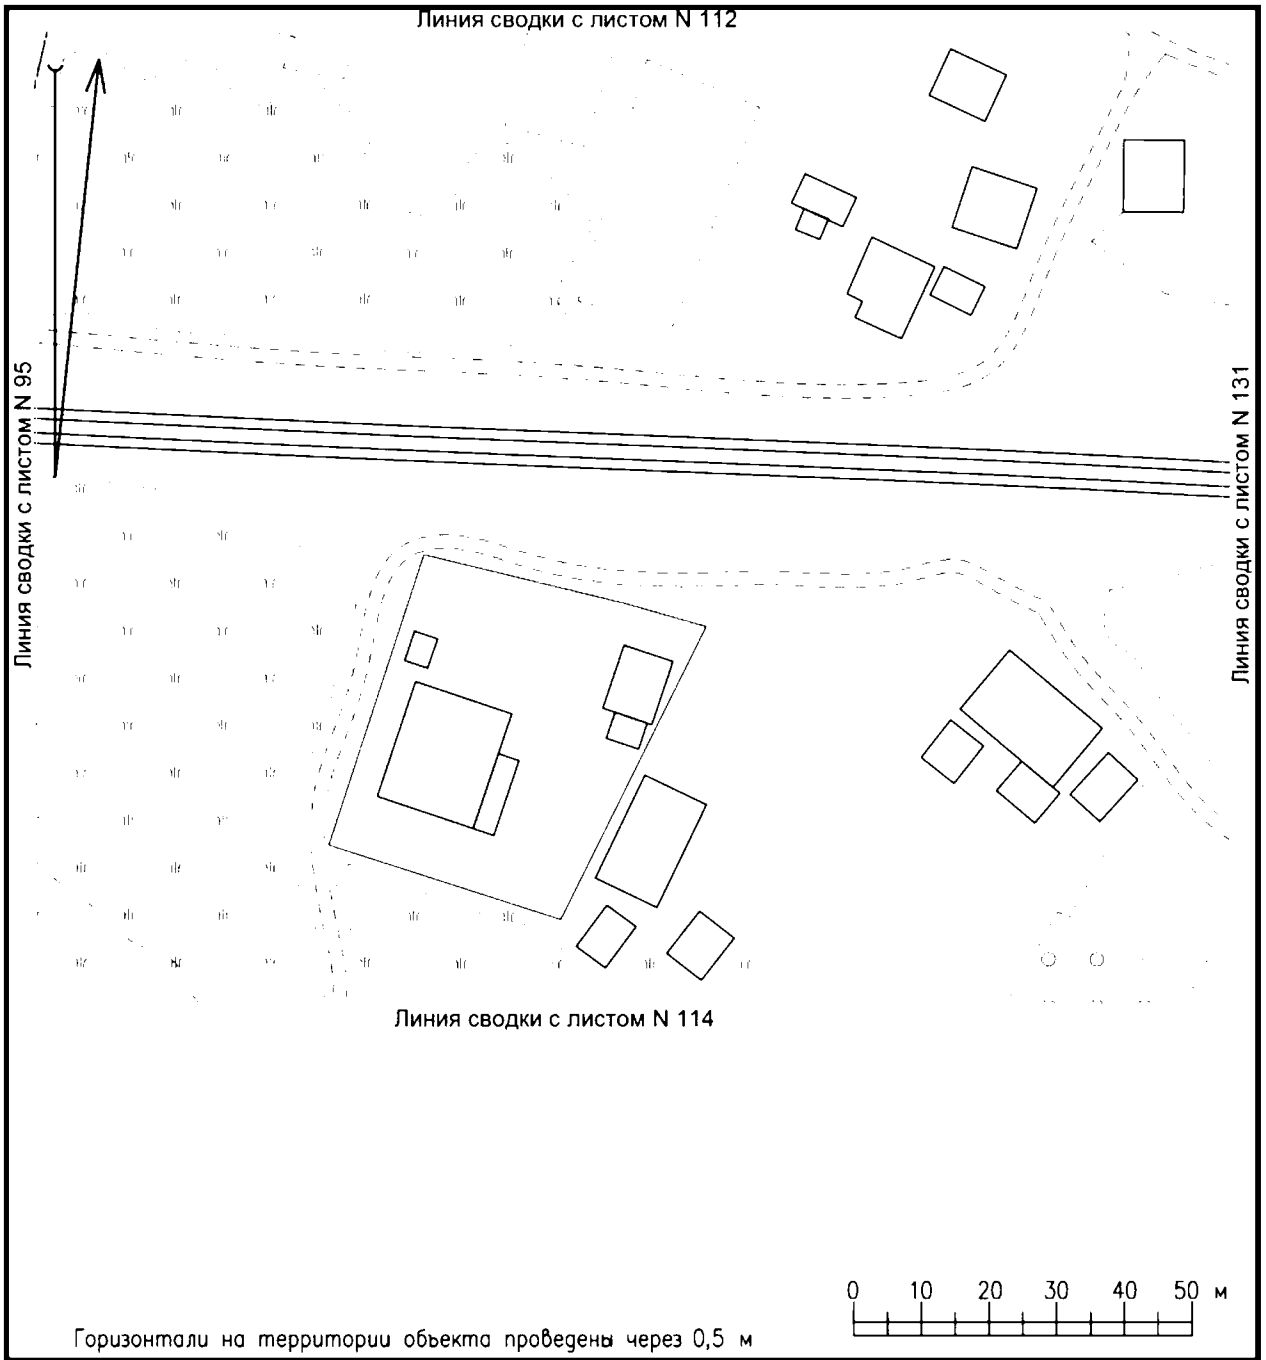 Линия сводки с листом N 112
Линия сводки с листом N 95
Линия сводки с листом N 131
Линия сводки с листом N 114
0 10 20 30 40 50 м
Горизонтали на территории объекта проведены через 0,5 м